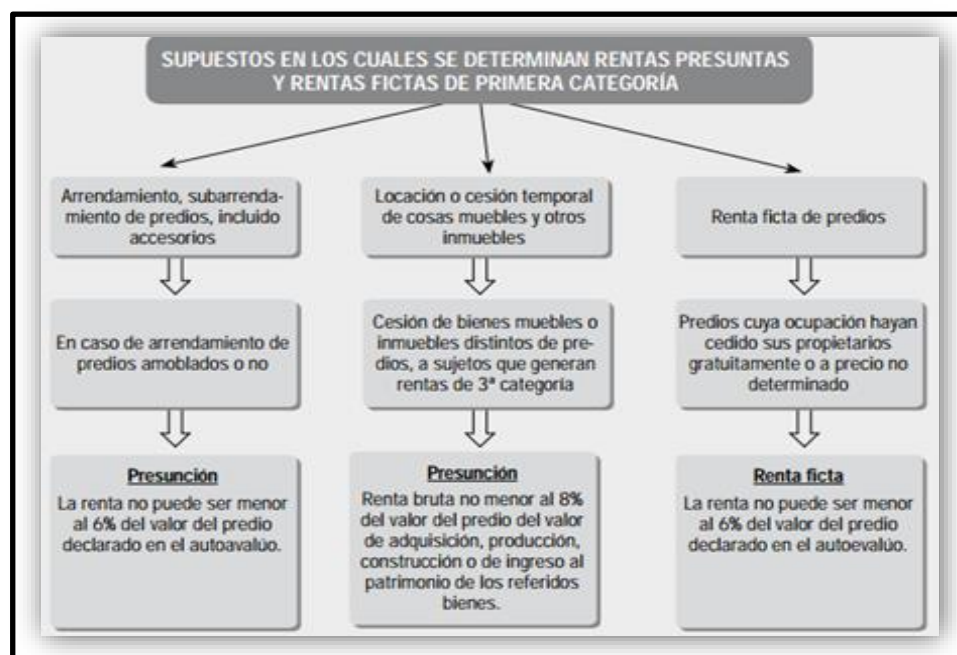 SUPUESTOS EN LOS CUALES SE DETERMINAN RENTAS PRESUNTAS
Y RENTAS FICTAS DE PRIMERA CATEGORÍA
Arrendamiento, subarrenda-
miento de predios, incluido
accesorios
En caso de arrendamiento de
predios amoblados o no
Presunción
La renta no puede ser menor
al 6% del valor del predio
declarado en el autoavalúo.
Locación o cesión temporal
de cosas muebles y otros
inmuebles
Cesión de bienes muebles o
inmuebles distintos de pre-
dios, a sujetos que generan
rentas de 3ª categoría
Presunción
Renta bruta no menor al 8%
del valor del predio del valor
de adquisición, producción,
construcción o de ingreso al
patrimonio de los referidos
bienes.
Renta ficta de predios
Predios cuya ocupación hayan
cedido sus propietarios
gratuitamente o a precio no
determinado
Renta ficta
La renta no puede ser menor
al 6% del valor del predio
declarado en el autoevalúo.